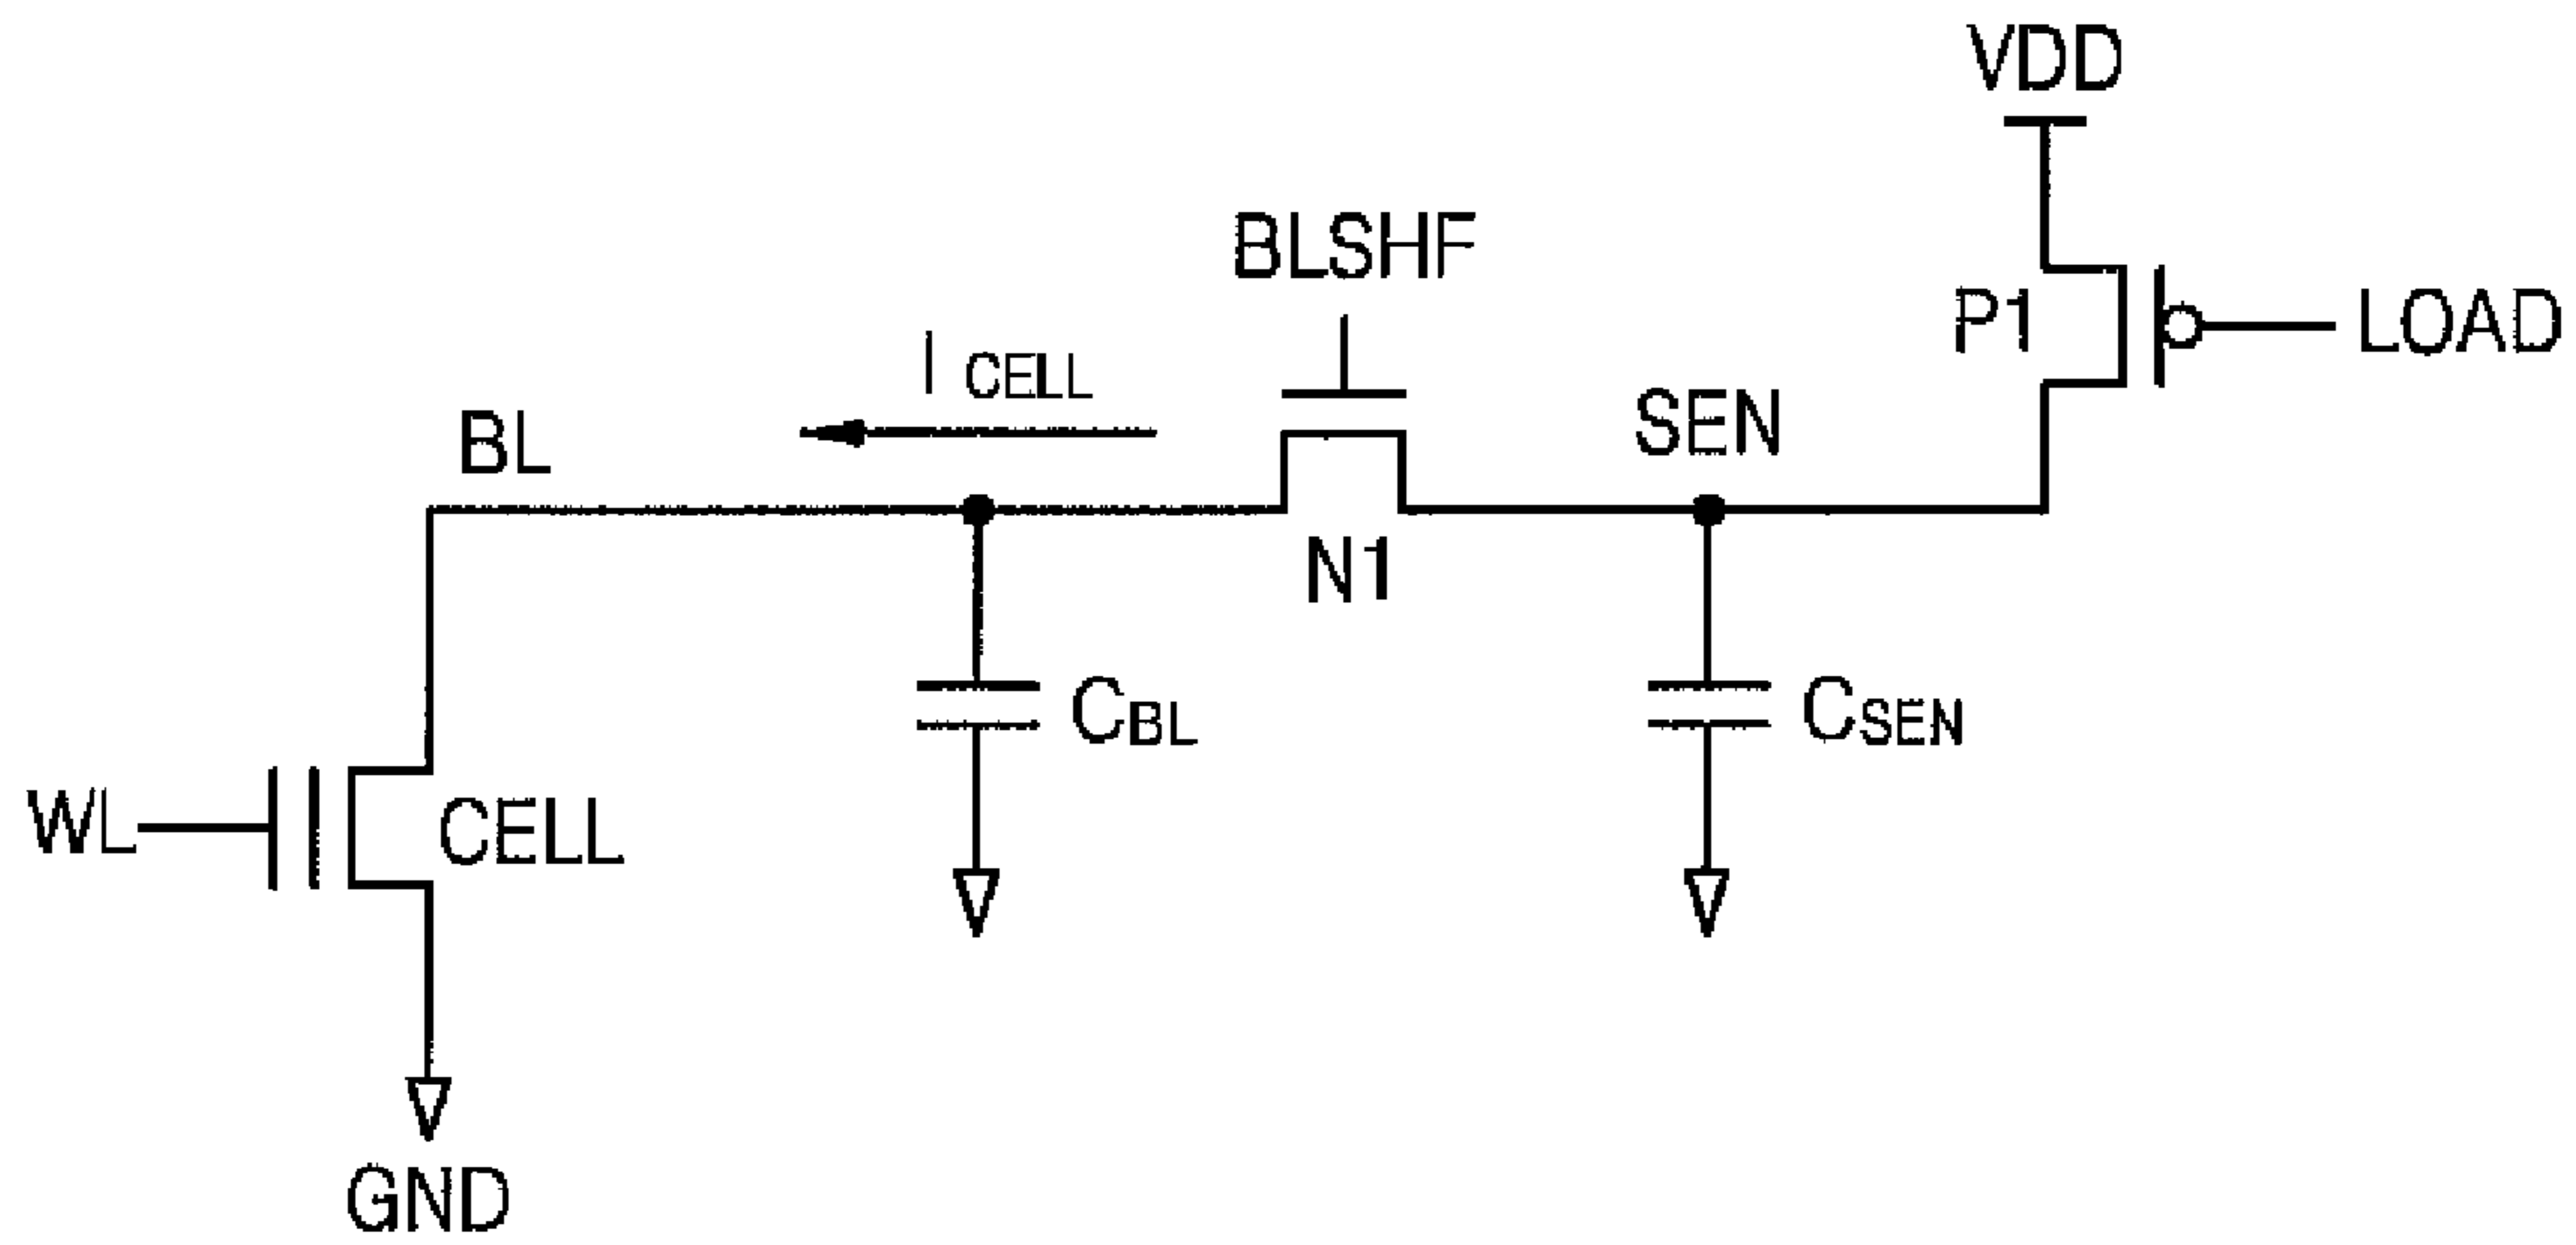 VDD
BLSHF
P1
LOAD
I CELL
SEN
BL
N1
CBL
CSEN
WL
CELL
GND